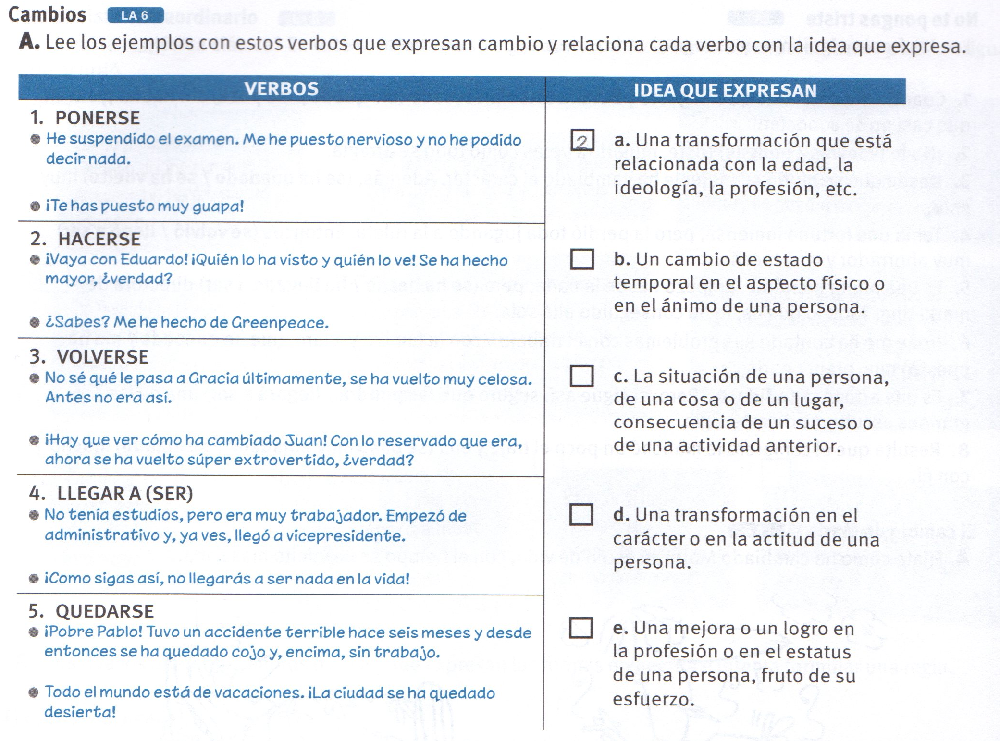 Cambios LA 6
A. Lee los ejemplos con estos verbos que expresan cambio y relaciona cada verbo con la idea que expresa.
VERBOS
1. PONERSE
● He suspendido el examen. Me he puesto nervioso y no he podido
decir nada.
● ¡Te has puesto muy guapa!
2. HACERSE
● ¡Vaya con Eduardo! ¡Quién lo ha visto y quién lo ve! Se ha hecho
mayor, ¿verdad?
● ¿Sabes? Me he hecho de Greenpeace.
3. VOLVERSE
● No sé qué le pasa a Gracia últimamente, se ha vuelto muy celosa.
Antes no era así.
● ¡Hay que ver cómo ha cambiado Juan! Con lo reservado que era,
ahora se ha vuelto súper extrovertido, ¿verdad?
4. LLEGAR A (SER)
● No tenía estudios, pero era muy trabajador. Empezó de
administrativo y, ya ves, llegó a vicepresidente.
● ¡Como sigas así, no llegarás a ser nada en la vida!
5. QUEDARSE
● ¡Pobre Pablo! Tuvo un accidente terrible hace seis meses y desde
entonces se ha quedado cojo y, encima, sin trabajo.
● Todo el mundo está de vacaciones. ¡La ciudad se ha quedado
desierta!
IDEA QUE EXPRESAN
2 a. Una transformación que está
relacionada con la edad, la
ideología, la profesión, etc.
b. Un cambio de estado
temporal en el aspecto físico o
en el ánimo de una persona.
c. La situación de una persona,
de una cosa o de un lugar,
consecuencia de un suceso o
de una actividad anterior.
d. Una transformación en el
carácter o en la actitud de una
persona.
e. Una mejora o un logro en
la profesión o en el estatus
de una persona, fruto de su
esfuerzo.